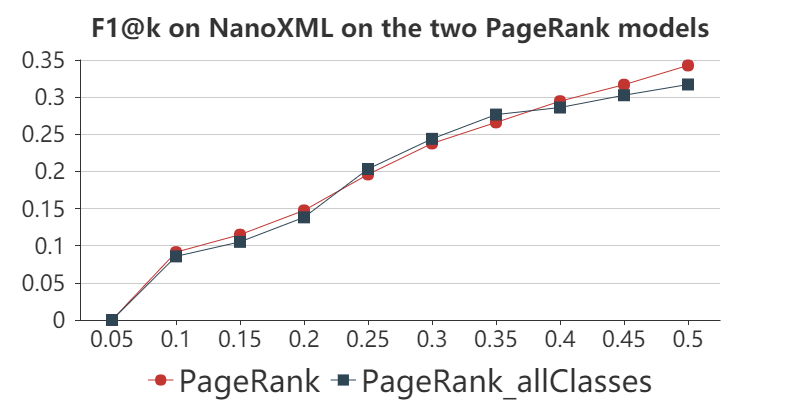 F1@k on NanoXML on the two PageRank models
0.35
0.3
0.25
0.2
0.15
0.1
0.05
0
0.05 0.1 0.15 0.2 0.25 0.3 0.35 0.4 0.45 0.5
PageRank PageRank_allClasses